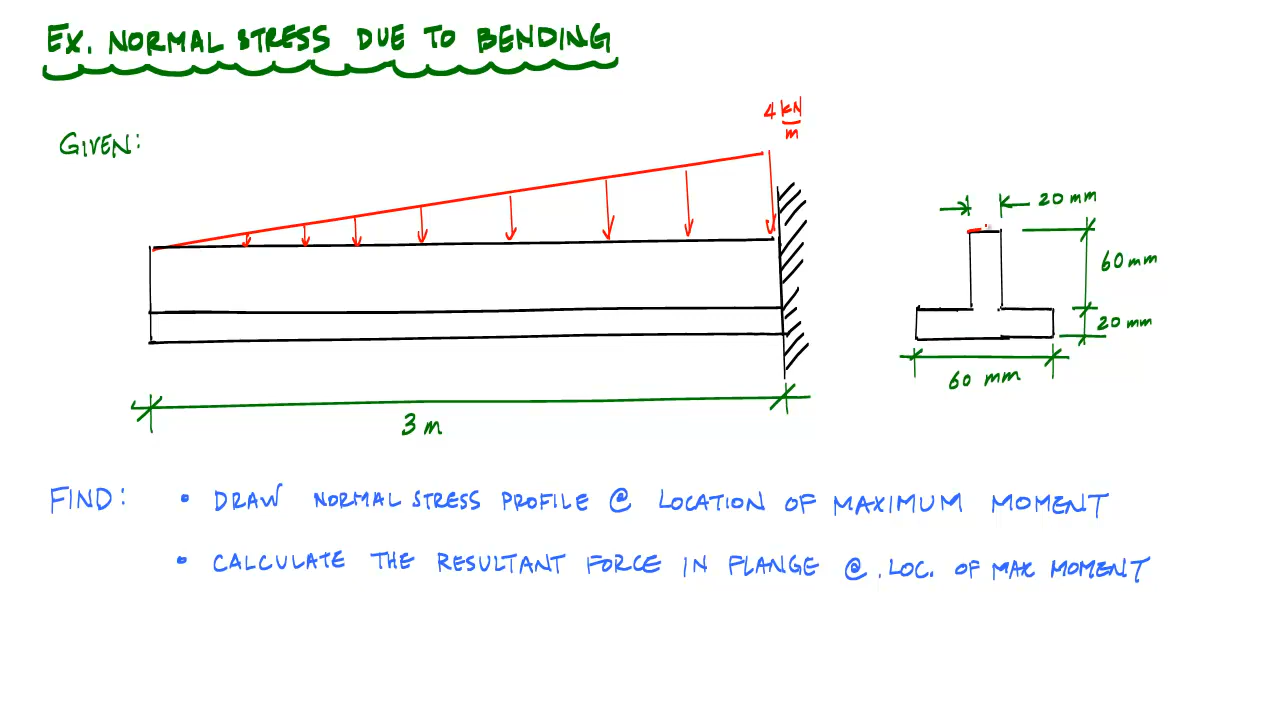 EX. NORMAL STRESS DUE TO BENDING
GIVEN:
4 kN/m
20 mm
60 mm
20 mm
60 mm
3 m
FIND: • DRAW NORMAL STRESS PROFILE @ LOCATION OF MAXIMUM MOMENT
• CALCULATE THE RESULTANT FORCE IN FLANGE @ . LOC. OF MAX MOMENT